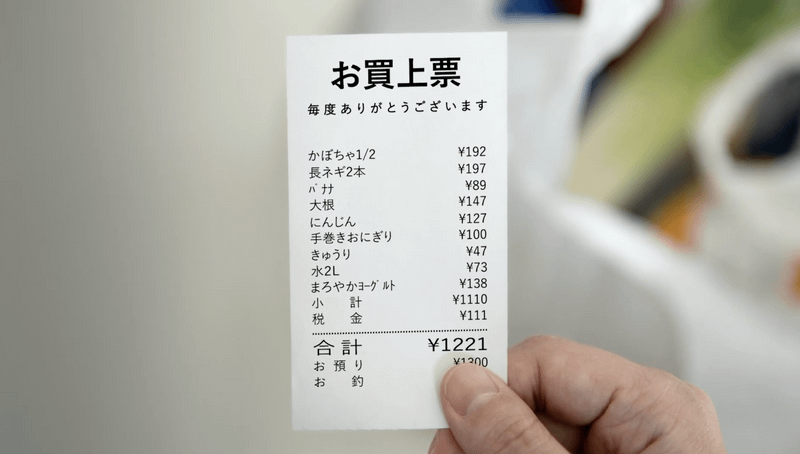 お買上票
毎度ありがとうございます
かぼちゃ1/2 ¥192
長ネギ2本 ¥197
ﾊﾞﾅﾅ ¥89
大根 ¥147
にんじん ¥127
手巻きおにぎり ¥100
きゅうり ¥47
水2L ¥73
まろやかﾖｰｸﾞﾙﾄ ¥138
小 計 ¥1110
税 金 ¥111
合計 ¥1221
お預り ¥1300
お 釣